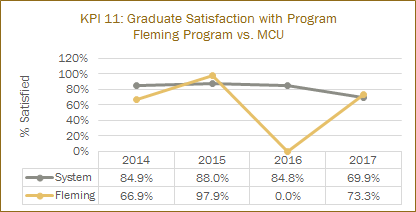 KPI 11: Graduate Satisfaction with Program
Fleming Program vs. MCU
% Satisfied
120%
100%
80%
60%
40%
20%
0%
2014 2015 2016 2017
System 84.9% 88.0% 84.8% 69.9%
Fleming 66.9% 97.9% 0.0% 73.3%